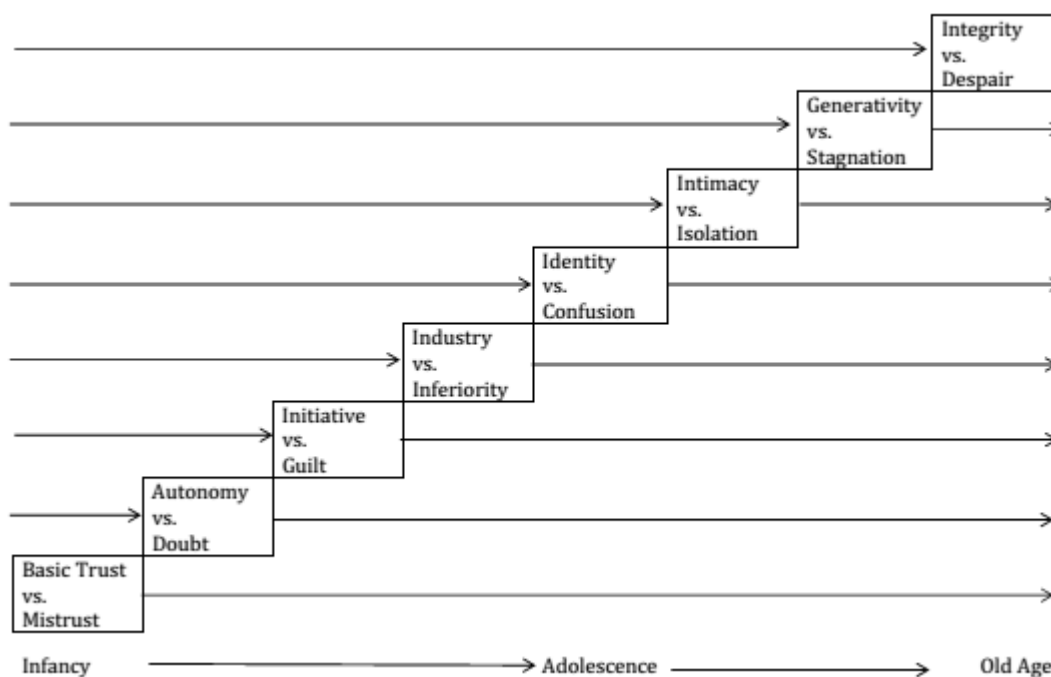 Integrity
vs.
Despair
Generativity
vs.
Stagnation
Intimacy
vs.
Isolation
Identity
vs.
Confusion
Industry
vs.
Inferiority
Initiative
vs.
Guilt
Autonomy
vs.
Doubt
Basic Trust
vs.
Mistrust
Infancy Adolescence Old Age